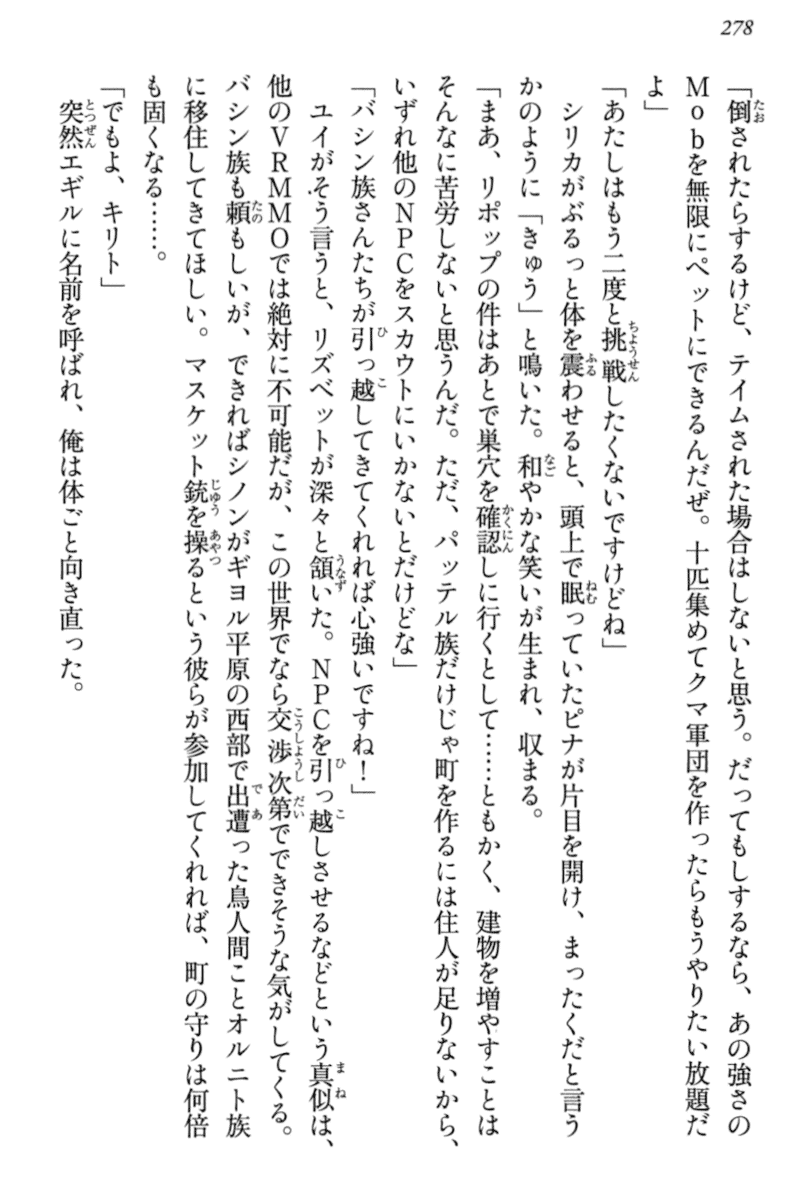 278
「倒されたらするけど、テイムされた場合はしないと思う。だってもしするなら、あの強さの
Mobを無限にペットにできるんだぜ。十匹集めてクマ軍団を作ったらもうやりたい放題だ
よ」
「あたしはもう二度と挑戦したくないですけどね」
シリカがぶるっと体を震わせると、頭上で眠っていたピナが片目を開け、まったくだと言う
かのように「きゅう」と鳴いた。和やかな笑いが生まれ、収まる。
「まあ、リポップの件はあとで巣穴を確認しに行くとして……ともかく、建物を増やすことは
そんなに苦労しないと思うんだ。ただ、パッテル族だけじゃ町を作るには住人が足りないから、
いずれ他のNPCをスカウトにいかないとだけどな」
「バシン族さんたちが引っ越してきてくれれば心強いですね！」
ユイがそう言うと、リズベットが深々と頷いた。NPCを引っ越しさせるなどという真似は、
他のVRMMOでは絶対に不可能だが、この世界でなら交渉次第でできそうな気がしてくる。
バシン族も頼もしいが、できればシノンがギヨル平原の西部で出遭った鳥人間ことオルニト族
に移住してきてほしい。マスケット銃を操るという彼らが参加してくれれば、町の守りは何倍
も固くなる……。
「でもよ、キリト」
突然エギルに名前を呼ばれ、俺は体ごと向き直った。